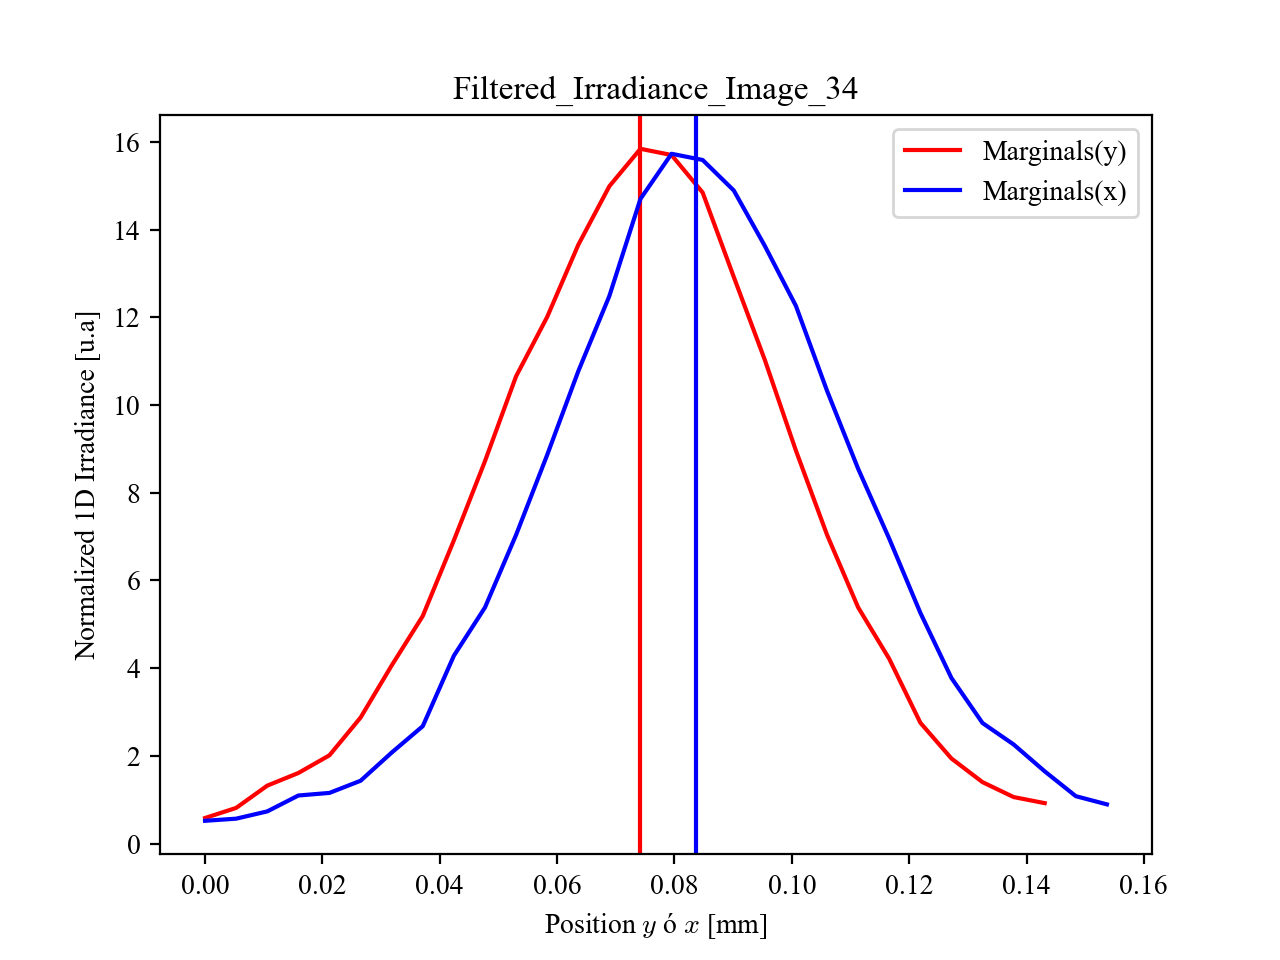 Filtered_Irradiance_Image_34
Marginals(y)
Marginals(x)
Normalized 1D Irradiance [u.a]
16
14
12
10
8
6
4
2
0
0.00 0.02 0.04 0.06 0.08 0.10 0.12 0.14 0.16
Position y ó x [mm]